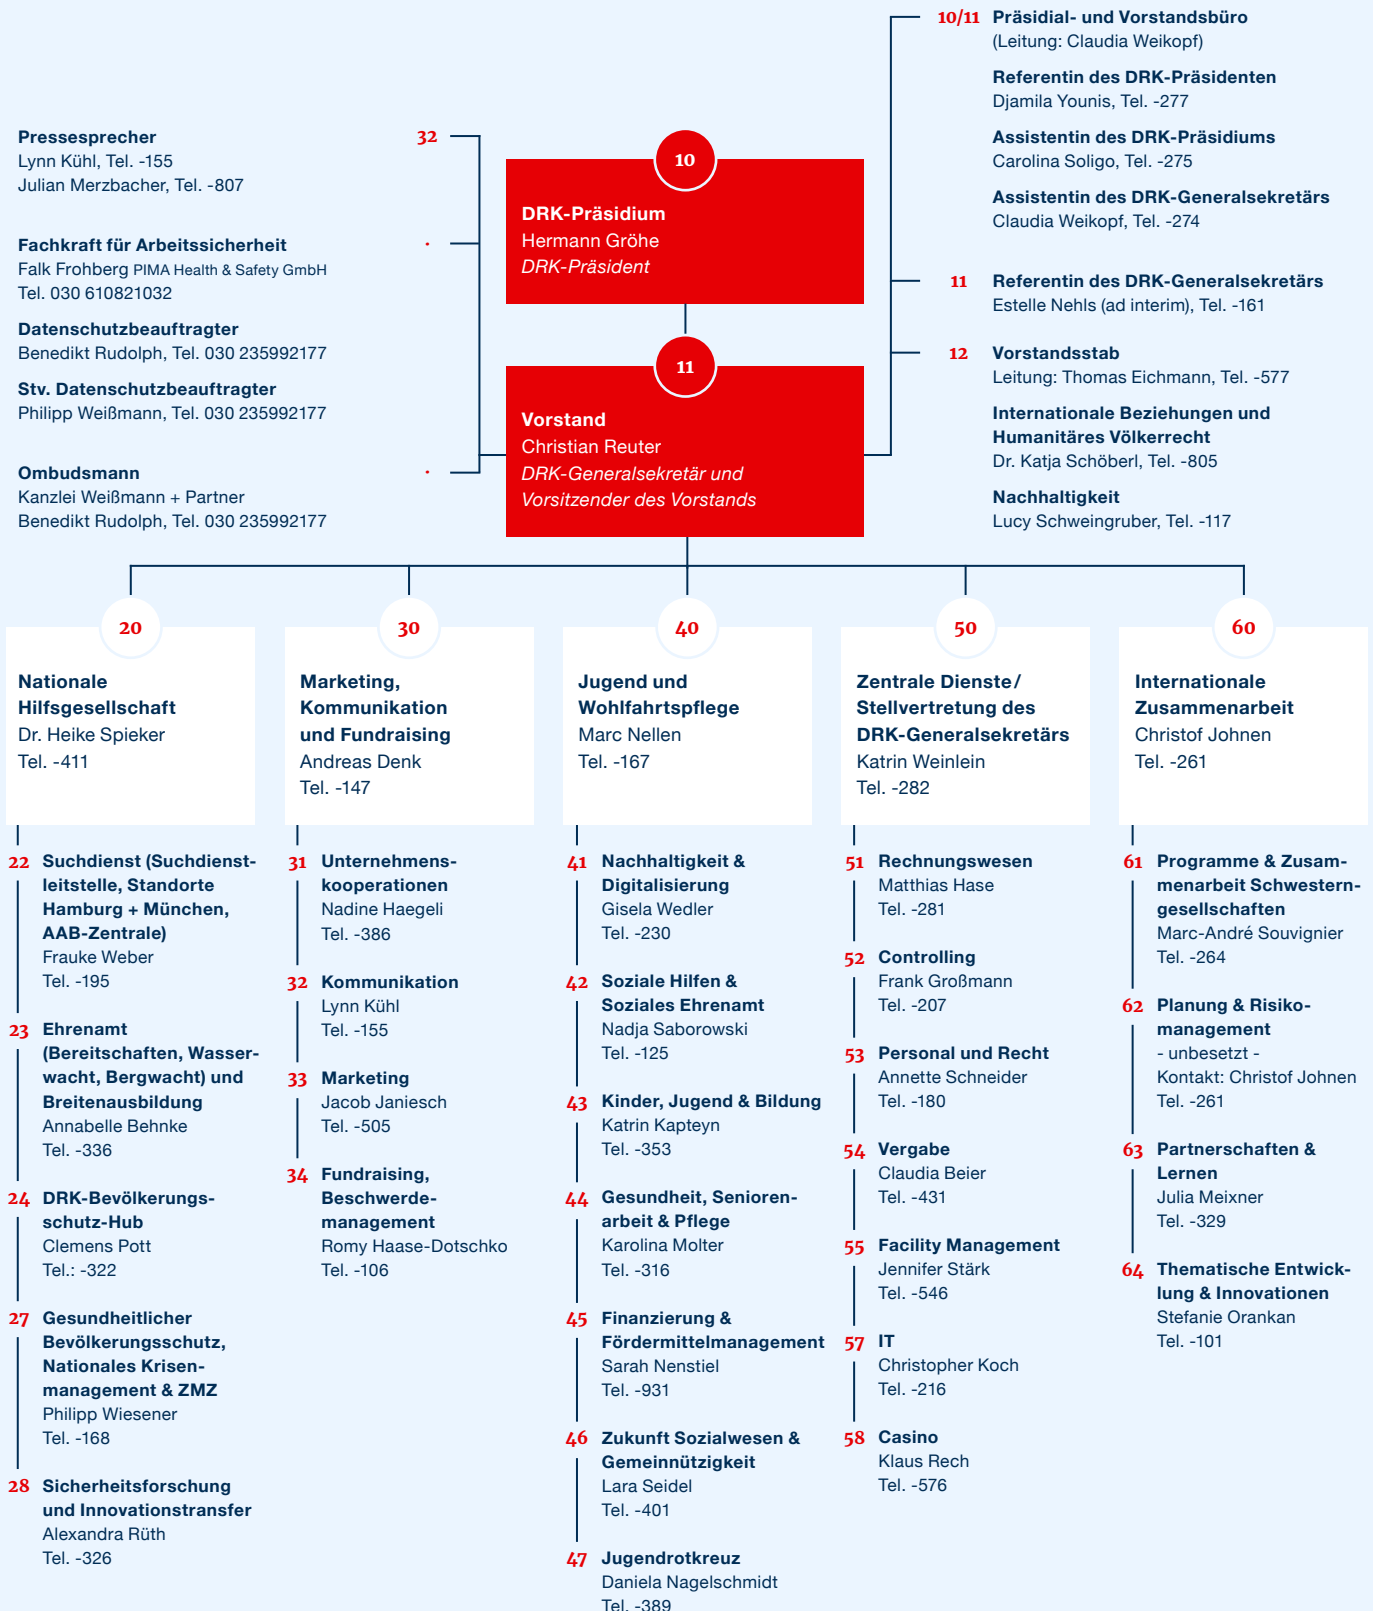 10/11 Präsidial- und Vorstandsbüro
(Leitung: Claudia Weikopf)
Referentin des DRK-Präsidenten
Djamila Younis, Tel. -277
Assistentin des DRK-Präsidiums
Carolina Soligo, Tel. -275
Assistentin des DRK-Generalsekretärs
Claudia Weikopf, Tel. -274
11 Referentin des DRK-Generalsekretärs
Estelle Nehls (ad interim), Tel. -161
12 Vorstandsstab
Leitung: Thomas Eichmann, Tel. -577
Internationale Beziehungen und
Humanitäres Völkerrecht
Dr. Katja Schöberl, Tel. -805
Nachhaltigkeit
Lucy Schweingruber, Tel. -117
Pressesprecher 32
Lynn Kühl, Tel. -155
Julian Merzbacher, Tel. -807
Fachkraft für Arbeitssicherheit ·
Falk Frohberg PIMA Health & Safety GmbH
Tel. 030 610821032
Datenschutzbeauftragter
Benedikt Rudolph, Tel. 030 235992177
Stv. Datenschutzbeauftragter
Philipp Weißmann, Tel. 030 235992177
Ombudsmann ·
Kanzlei Weißmann + Partner
Benedikt Rudolph, Tel. 030 235992177
10
DRK-Präsidium
Hermann Gröhe
DRK-Präsident
11
Vorstand
Christian Reuter
DRK-Generalsekretär und
Vorsitzender des Vorstands
20
Nationale
Hilfsgesellschaft
Dr. Heike Spieker
Tel. -411
22 Suchdienst (Suchdienst-
leitstelle, Standorte
Hamburg + München,
AAB-Zentrale)
Frauke Weber
Tel. -195
23 Ehrenamt
(Bereitschaften, Wasser-
wacht, Bergwacht) und
Breitenausbildung
Annabelle Behnke
Tel. -336
24 DRK-Bevölkerungs-
schutz-Hub
Clemens Pott
Tel.: -322
27 Gesundheitlicher
Bevölkerungsschutz,
Nationales Krisen-
management & ZMZ
Philipp Wiesener
Tel. -168
28 Sicherheitsforschung
und Innovationstransfer
Alexandra Rüth
Tel. -326
30
Marketing,
Kommunikation
und Fundraising
Andreas Denk
Tel. -147
31 Unternehmens-
kooperationen
Nadine Haegeli
Tel. -386
32 Kommunikation
Lynn Kühl
Tel. -155
33 Marketing
Jacob Janiesch
Tel. -505
34 Fundraising,
Beschwerde-
management
Romy Haase-Dotschko
Tel. -106
40
Jugend und
Wohlfahrtspflege
Marc Nellen
Tel. -167
41 Nachhaltigkeit &
Digitalisierung
Gisela Wedler
Tel. -230
42 Soziale Hilfen &
Soziales Ehrenamt
Nadja Saborowski
Tel. -125
43 Kinder, Jugend & Bildung
Katrin Kapteyn
Tel. -353
44 Gesundheit, Senioren-
arbeit & Pflege
Karolina Molter
Tel. -316
45 Finanzierung &
Fördermittelmanagement
Sarah Nenstiel
Tel. -931
46 Zukunft Sozialwesen &
Gemeinnützigkeit
Lara Seidel
Tel. -401
47 Jugendrotkreuz
Daniela Nagelschmidt
Tel. -389
50
Zentrale Dienste/
Stellvertretung des
DRK-Generalsekretärs
Katrin Weinlein
Tel. -282
51 Rechnungswesen
Matthias Hase
Tel. -281
52 Controlling
Frank Großmann
Tel. -207
53 Personal und Recht
Annette Schneider
Tel. -180
54 Vergabe
Claudia Beier
Tel. -431
55 Facility Management
Jennifer Stärk
Tel. -546
57 IT
Christopher Koch
Tel. -216
58 Casino
Klaus Rech
Tel. -576
60
Internationale
Zusammenarbeit
Christof Johnen
Tel. -261
61 Programme & Zusam-
menarbeit Schwestern-
gesellschaften
Marc-André Souvignier
Tel. -264
62 Planung & Risiko-
management
- unbesetzt -
Kontakt: Christof Johnen
Tel. -261
63 Partnerschaften &
Lernen
Julia Meixner
Tel. -329
64 Thematische Entwick-
lung & Innovationen
Stefanie Orankan
Tel. -101